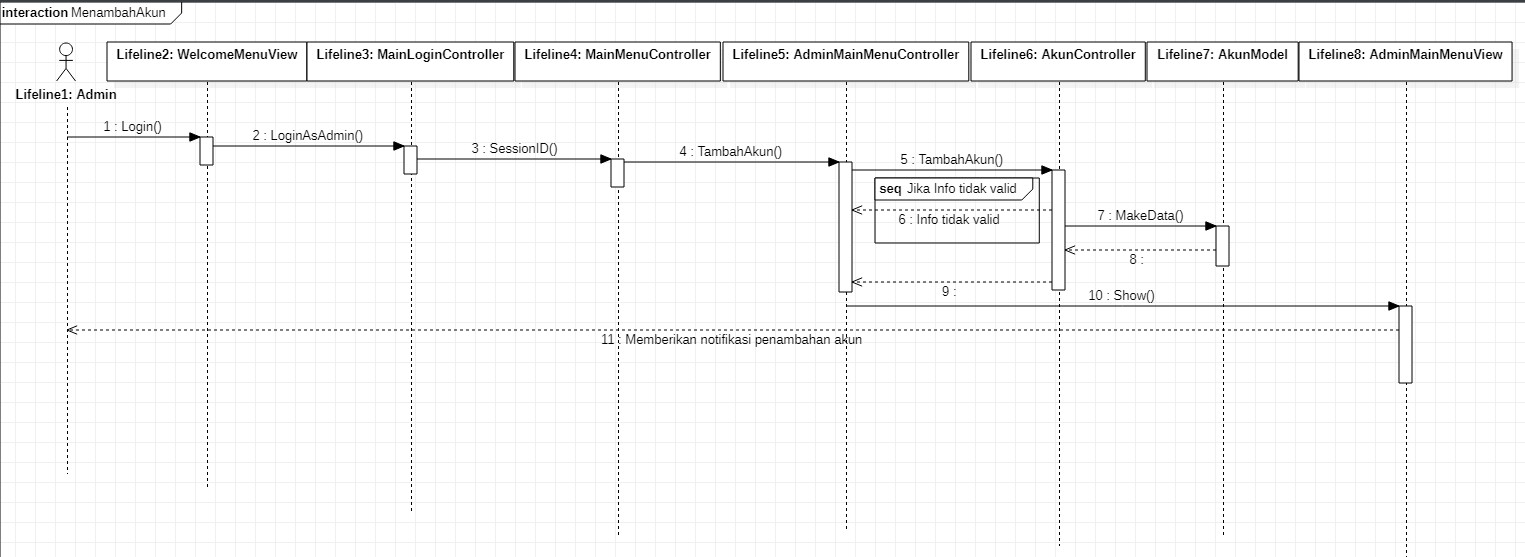 interaction MenambahAkun
Lifeline1: Admin
Lifeline2: WelcomeMenuView
Lifeline3: MainLoginController
Lifeline4: MainMenuController
Lifeline5: AdminMainMenuController
Lifeline6: AkunController
Lifeline7: AkunModel
Lifeline8: AdminMainMenuView
1 : Login()
2 : LoginAsAdmin()
3 : SessionID()
4 : TambahAkun()
5 : TambahAkun()
seq Jika Info tidak valid
6 : Info tidak valid
7 : MakeData()
8 :
9 :
10 : Show()
11 : Memberikan notifikasi penambahan akun